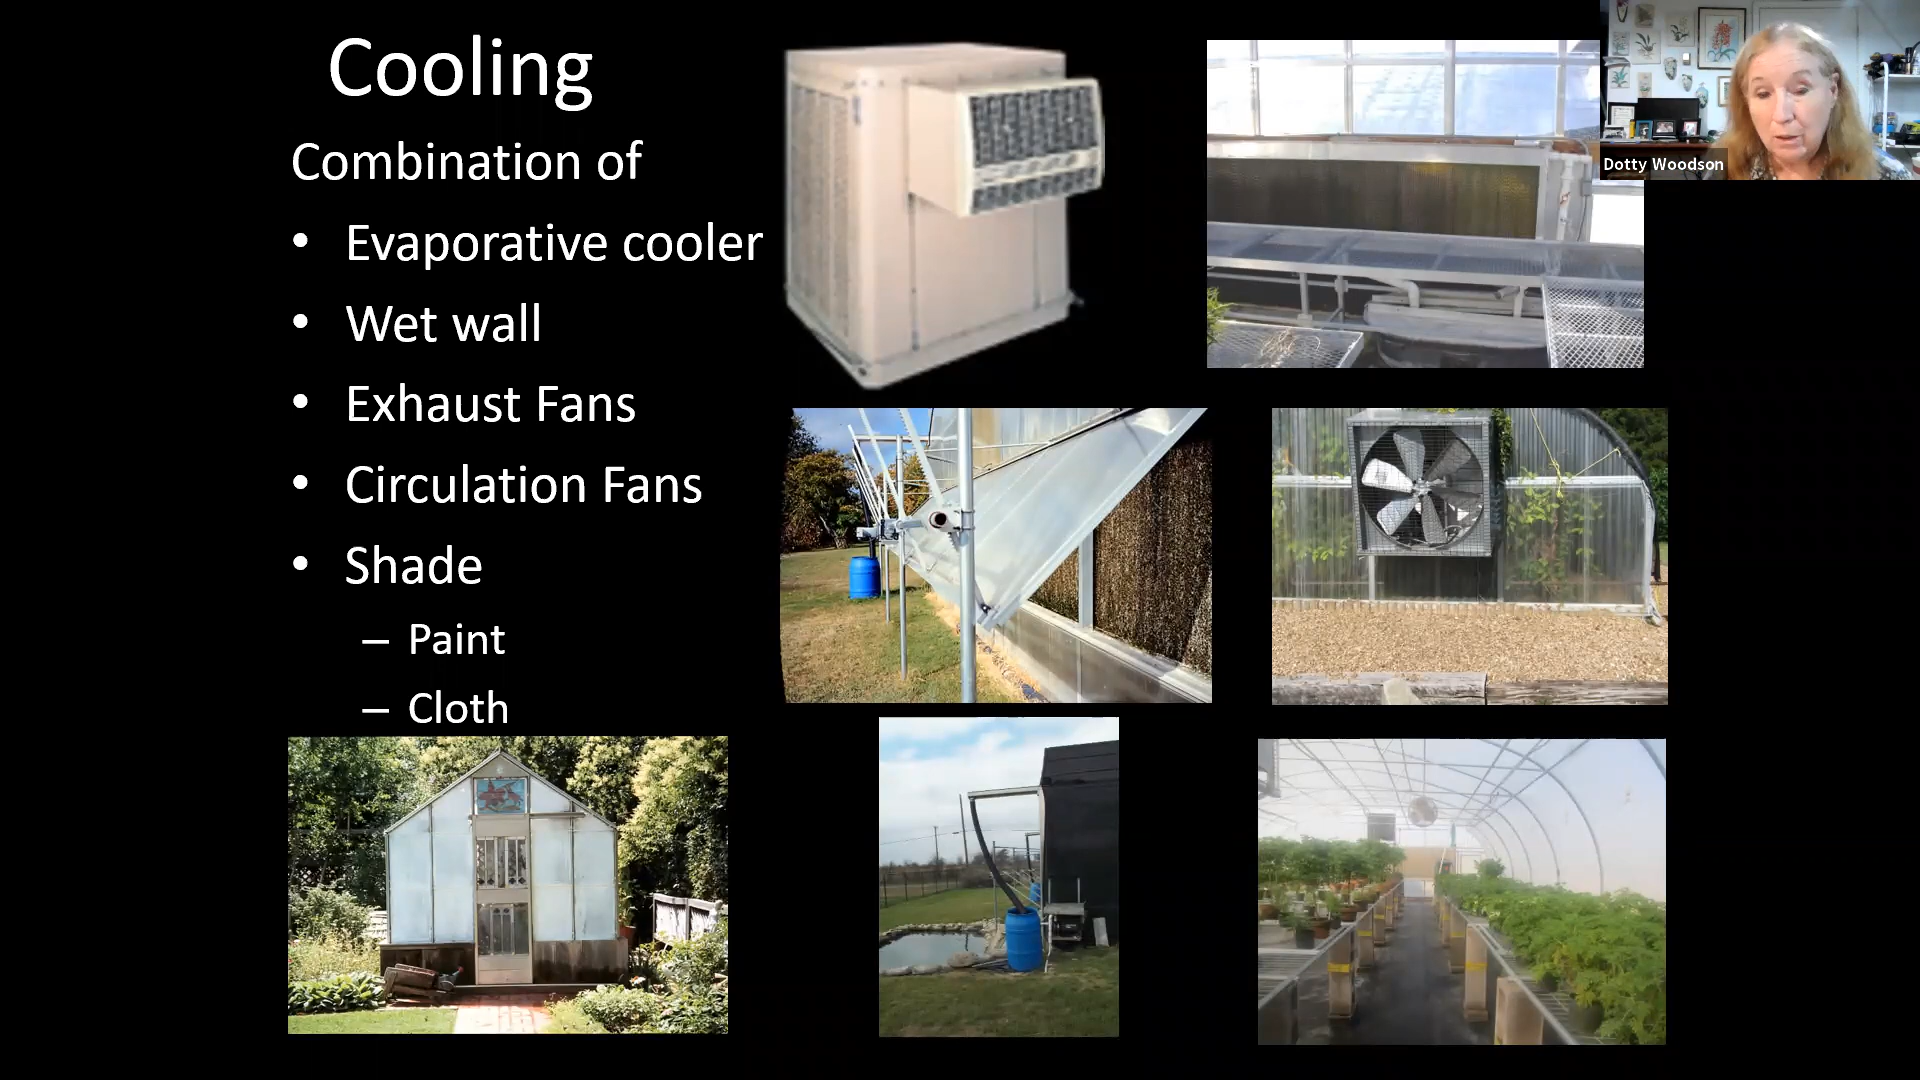 Cooling
Combination of
• Evaporative cooler
• Wet wall
• Exhaust Fans
• Circulation Fans
• Shade
– Paint
– Cloth
Dotty Woodson